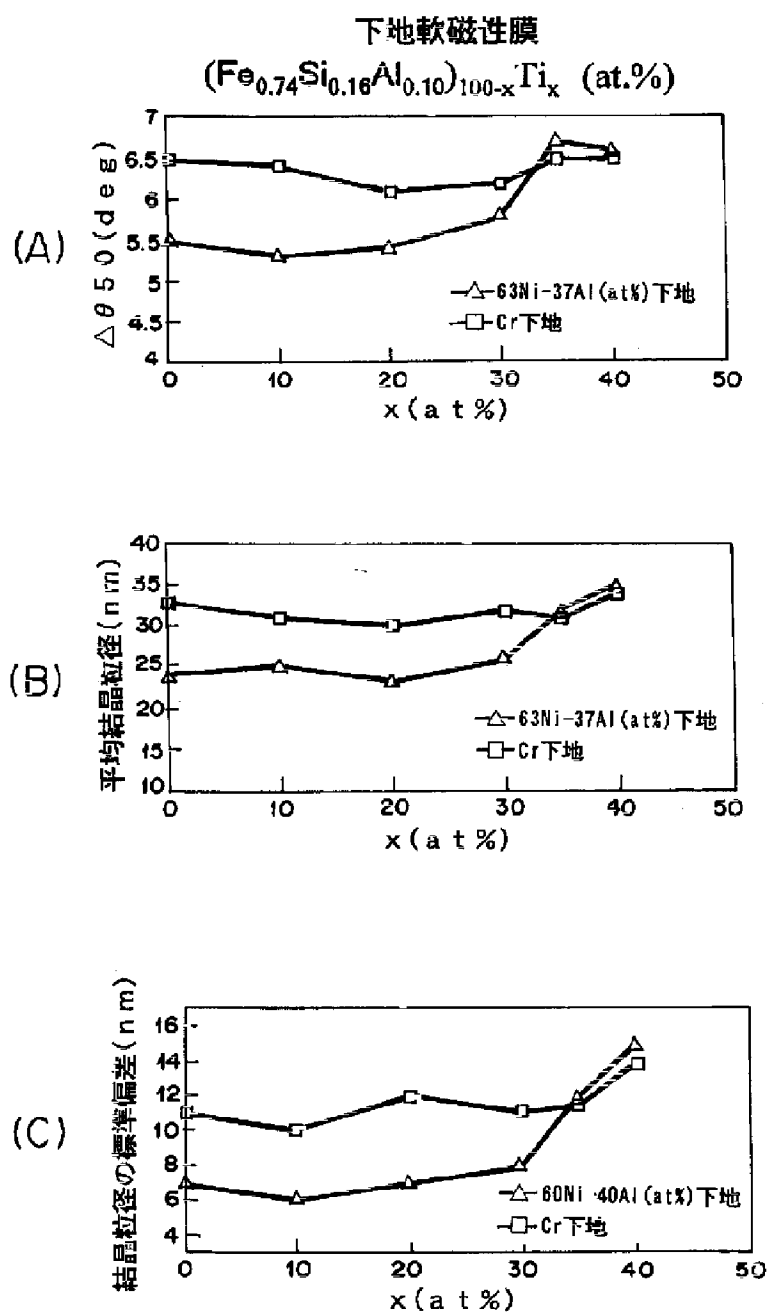 下地軟磁性膜
(Fe0.74Si0.16Al0.10)100-xTix (at.%)
(A)
△θ50(deg)
7
6.5
6
5.5
5
4.5
4
△ 63Ni-37Al(at%)下地
□ Cr下地
0 10 20 30 40 50
x(at%)
(B)
平均結晶粒径(nm)
40
35
30
25
20
15
10
△ 63Ni-37Al(at%)下地
□ Cr下地
0 10 20 30 40 50
x(at%)
(C)
結晶粒径の標準偏差(nm)
16
14
12
10
8
6
4
△ 60Ni-40Al(at%)下地
□ Cr下地
0 10 20 30 40 50
x(at%)